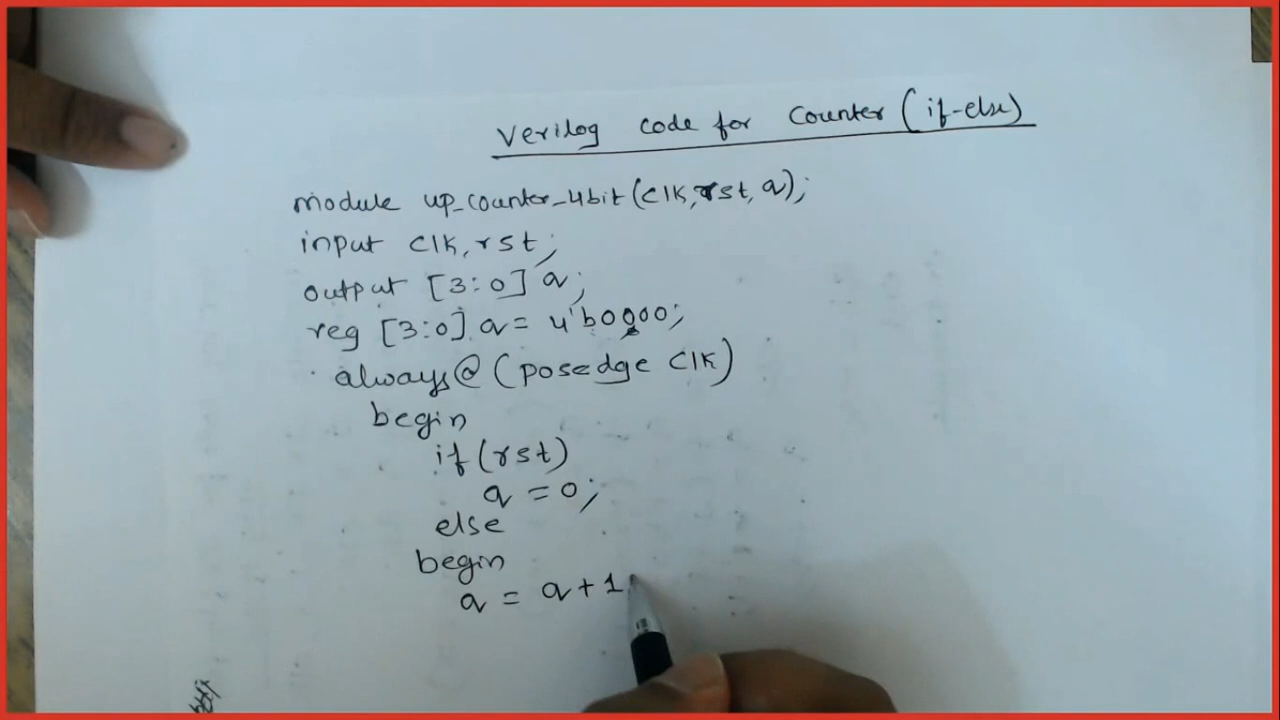 Verilog code for Counter (if-else)
module up_counter_4bit(clk,rst,q);
input clk,rst;
output [3:0] q;
reg [3:0] q= 4'b0000;
always@(posedge clk)
begin
if(rst)
q =0;
else
begin
q = q+1